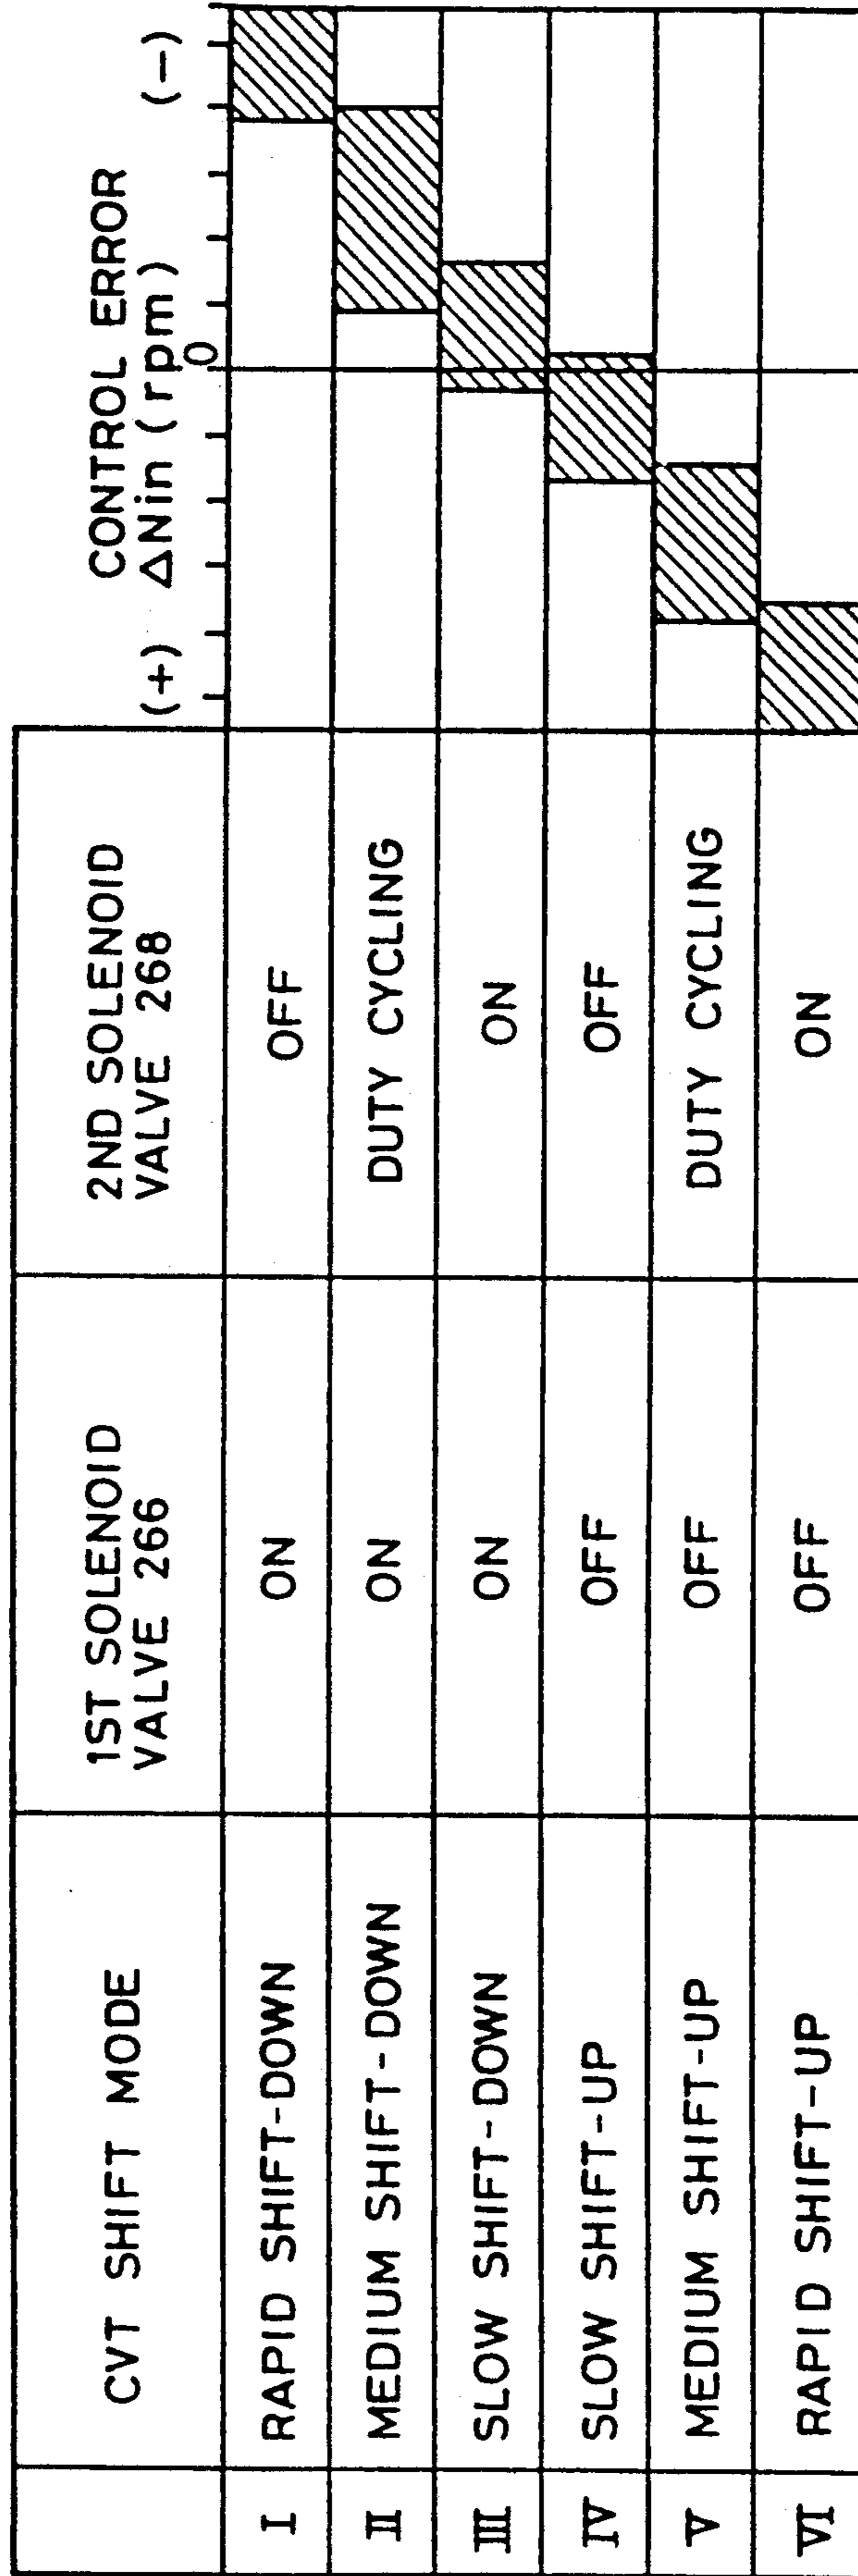 CVT SHIFT MODE
1ST SOLENOID
VALVE 266
2ND SOLENOID
VALVE 268
CONTROL ERROR
(+) ΔNin (rpm) (-)
0
I RAPID SHIFT-DOWN ON OFF
II MEDIUM SHIFT-DOWN ON DUTY CYCLING
III SLOW SHIFT-DOWN ON ON
IV SLOW SHIFT-UP OFF OFF
V MEDIUM SHIFT-UP OFF DUTY CYCLING
VI RAPID SHIFT-UP OFF ON